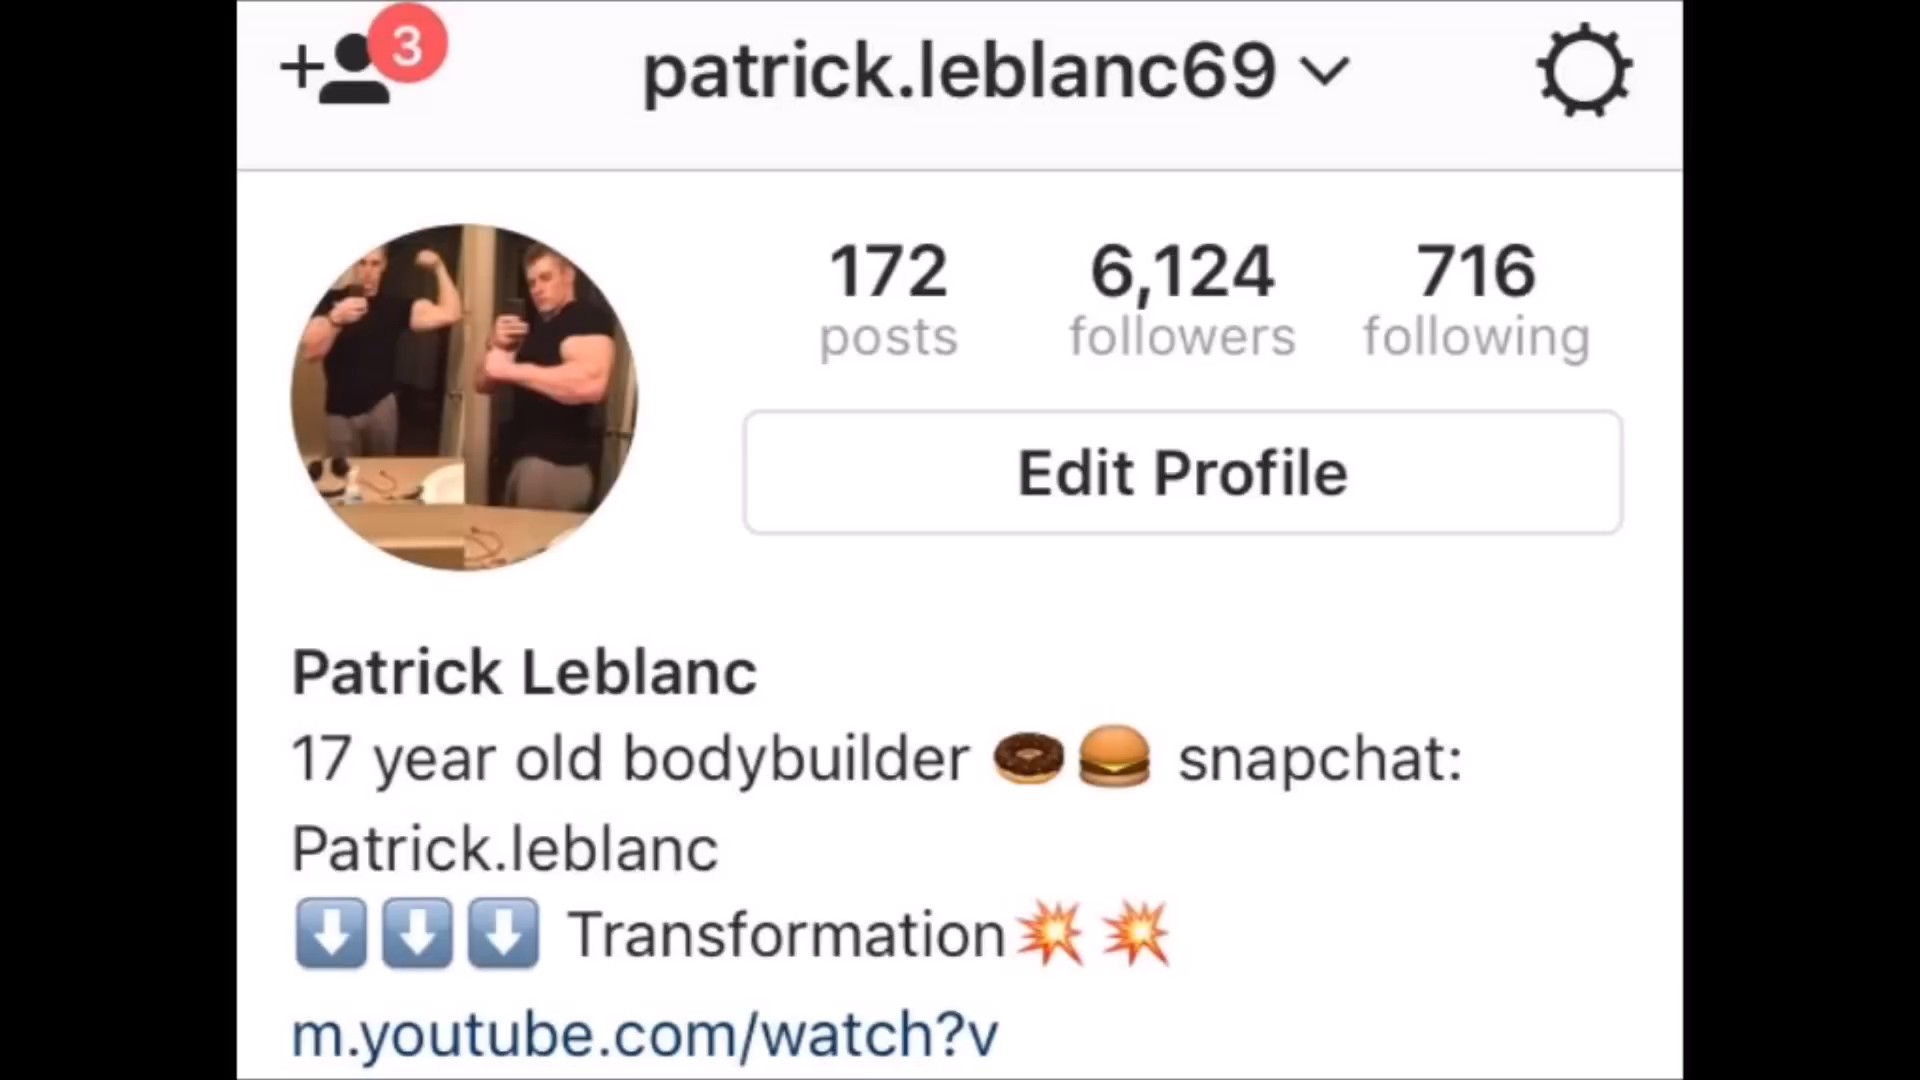 3
patrick.leblanc69
172 6,124 716
posts followers following
Edit Profile
Patrick Leblanc
17 year old bodybuilder 🍩🍔 snapchat:
Patrick.leblanc
⬇️⬇️⬇️ Transformation💥💥
m.youtube.com/watch?v